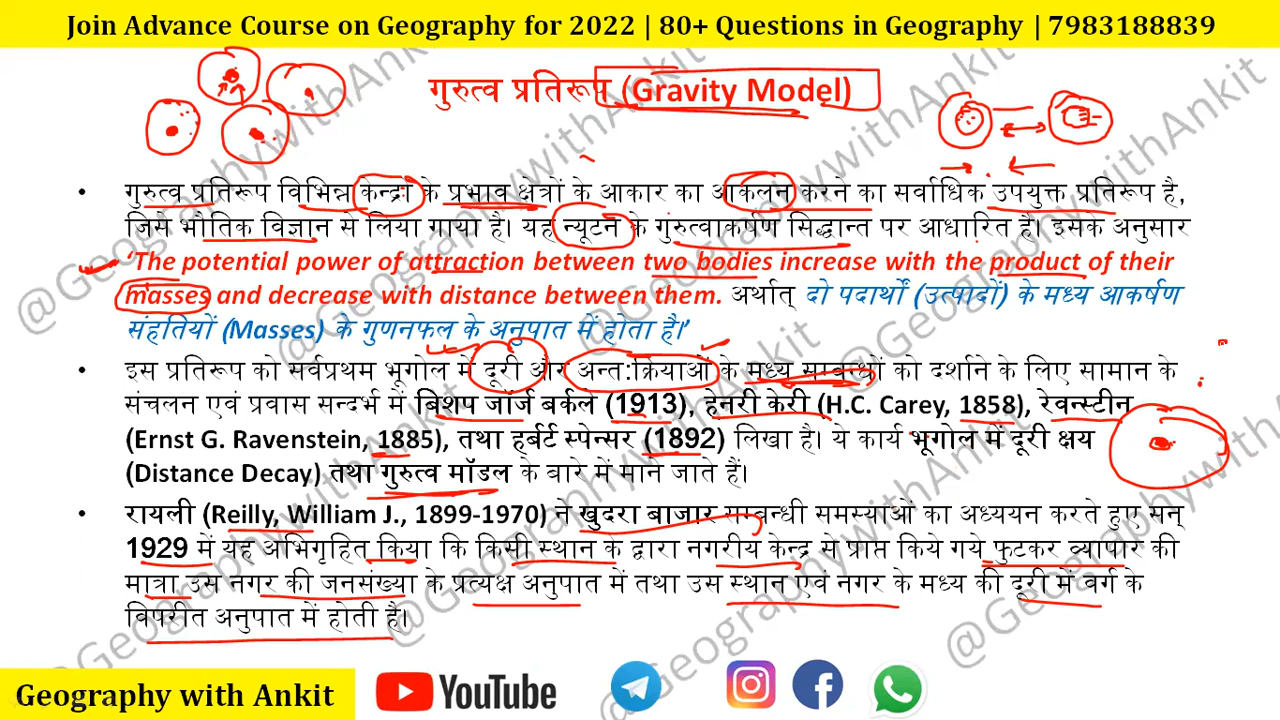 Join Advance Course on Geography for 2022 | 80+ Questions in Geography | 7983188839
गुरुत्व प्रतिरूप (Gravity Model)
• गुरुत्व प्रतिरूप विभिन्न केन्द्रों के प्रभाव क्षेत्रों के आकार का आकलन करने का सर्वाधिक उपयुक्त प्रतिरूप है,
जिसे भौतिक विज्ञान से लिया गाया है। यह न्यूटन के गुरुत्वाकर्षण सिद्धान्त पर आधारित है। इसके अनुसार
'The potential power of attraction between two bodies increase with the product of their
masses and decrease with distance between them. अर्थात् दो पदार्थों (उत्पादों) के मध्य आकर्षण
संहतियों (Masses) के गुणनफल के अनुपात में होता है।'
• इस प्रतिरूप को सर्वप्रथम भूगोल में दूरी और अन्त:क्रियाओं के मध्य सम्बन्धों को दर्शाने के लिए सामान के
संचलन एवं प्रवास सन्दर्भ में बिशप जॉर्ज बर्कले (1913), हेनरी केरी (H.C. Carey, 1858), रेवन्स्टीन
(Ernst G. Ravenstein, 1885), तथा हर्बर्ट स्पेन्सर (1892) लिखा है। ये कार्य भूगोल में दूरी क्षय
(Distance Decay) तथा गुरुत्व मॉडल के बारे में माने जाते हैं।
• रायली (Reilly, William J., 1899-1970) ने खुदरा बाजार सम्बन्धी समस्याओं का अध्ययन करते हुए सन्
1929 में यह अभिगृहित किया कि किसी स्थान के द्वारा नगरीय केन्द्र से प्राप्त किये गये फुटकर व्यापार की
मात्रा उस नगर की जनसंख्या के प्रत्यक्ष अनुपात में तथा उस स्थान एवं नगर के मध्य की दूरी में वर्ग के
विपरीत अनुपात में होती है।
Geography with Ankit
YouTube
@GeographywithAnkit